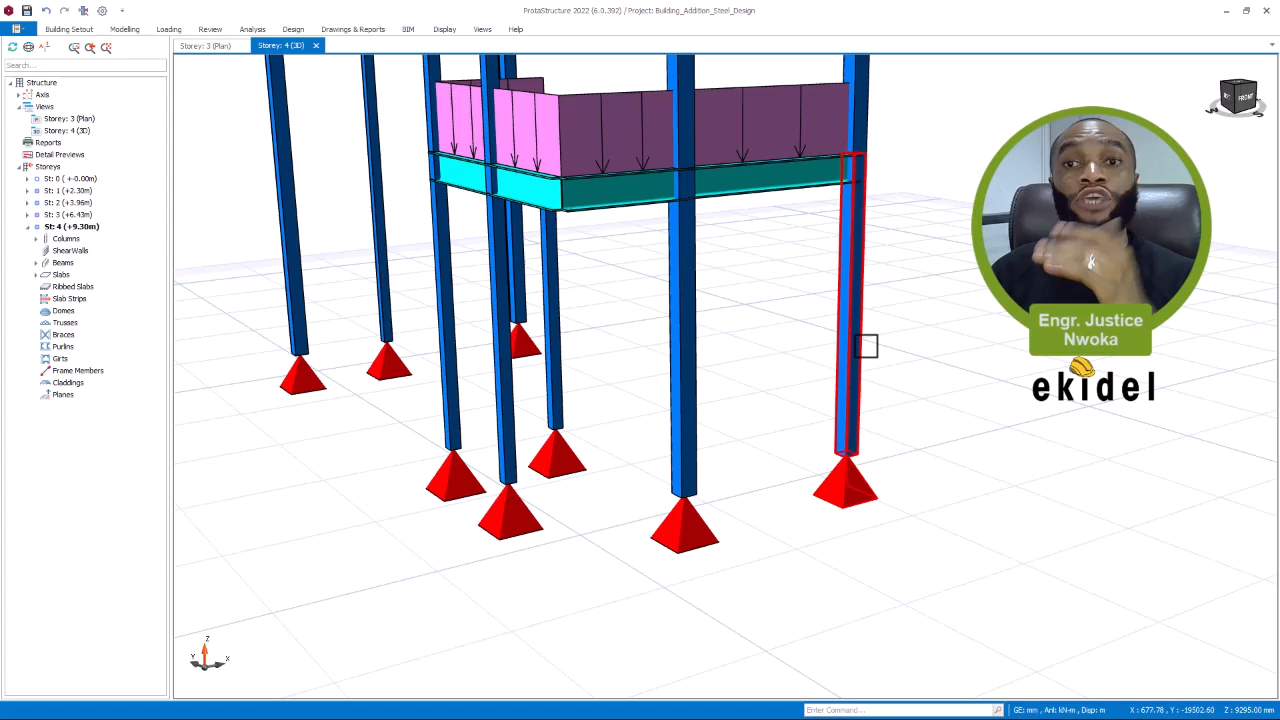 ProtaStructure 2022 (6.0.392) / Project: Building_Addition_Steel_Design
Building Setout Modelling Loading Review Analysis Design Drawings & Reports BIM Display Views Help
Storey: 3 (Plan) Storey: 4 (3D)
Search...
Structure
Axis
Views
Storey: 3 (Plan)
Storey: 4 (3D)
Reports
Detail Previews
Storeys
St: 0 ( +-0.00m)
St: 1 (+2.30m)
St: 2 (+3.96m)
St: 3 (+6.43m)
St: 4 (+9.30m)
Columns
ShearWalls
Beams
Slabs
Ribbed Slabs
Slab Strips
Domes
Trusses
Braces
Purlins
Girts
Frame Members
Claddings
Planes
FRONT
Engr. Justice
Nwoka
ekidel
Z
Y
X
Enter Command...
GE: mm , Anl: kN-m , Disp: m X : 677.78, Y : -19502.60 Z : 9295.00 mm